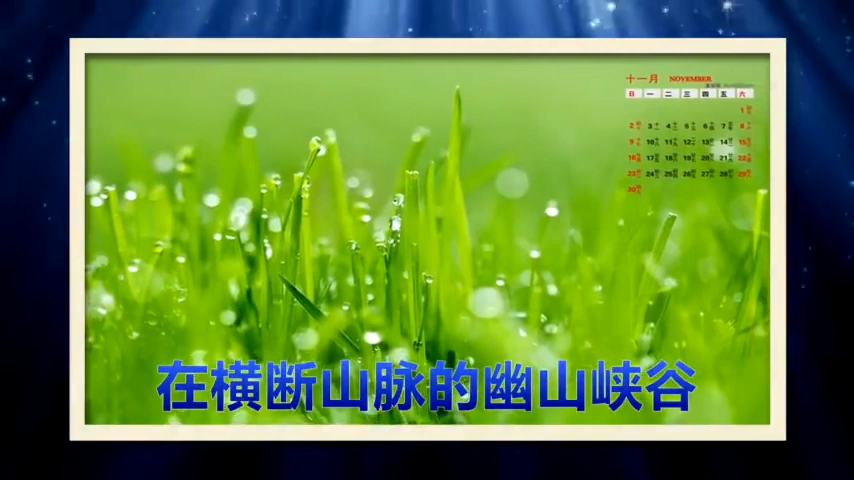 十一月 NOVEMBER
日 一 二 三 四 五 六
1
2 3 4 5 6 7 8
9 10 11 12 13 14 15
16 17 18 19 20 21 22
23 24 25 26 27 28 29
30
在横断山脉的幽山峡谷